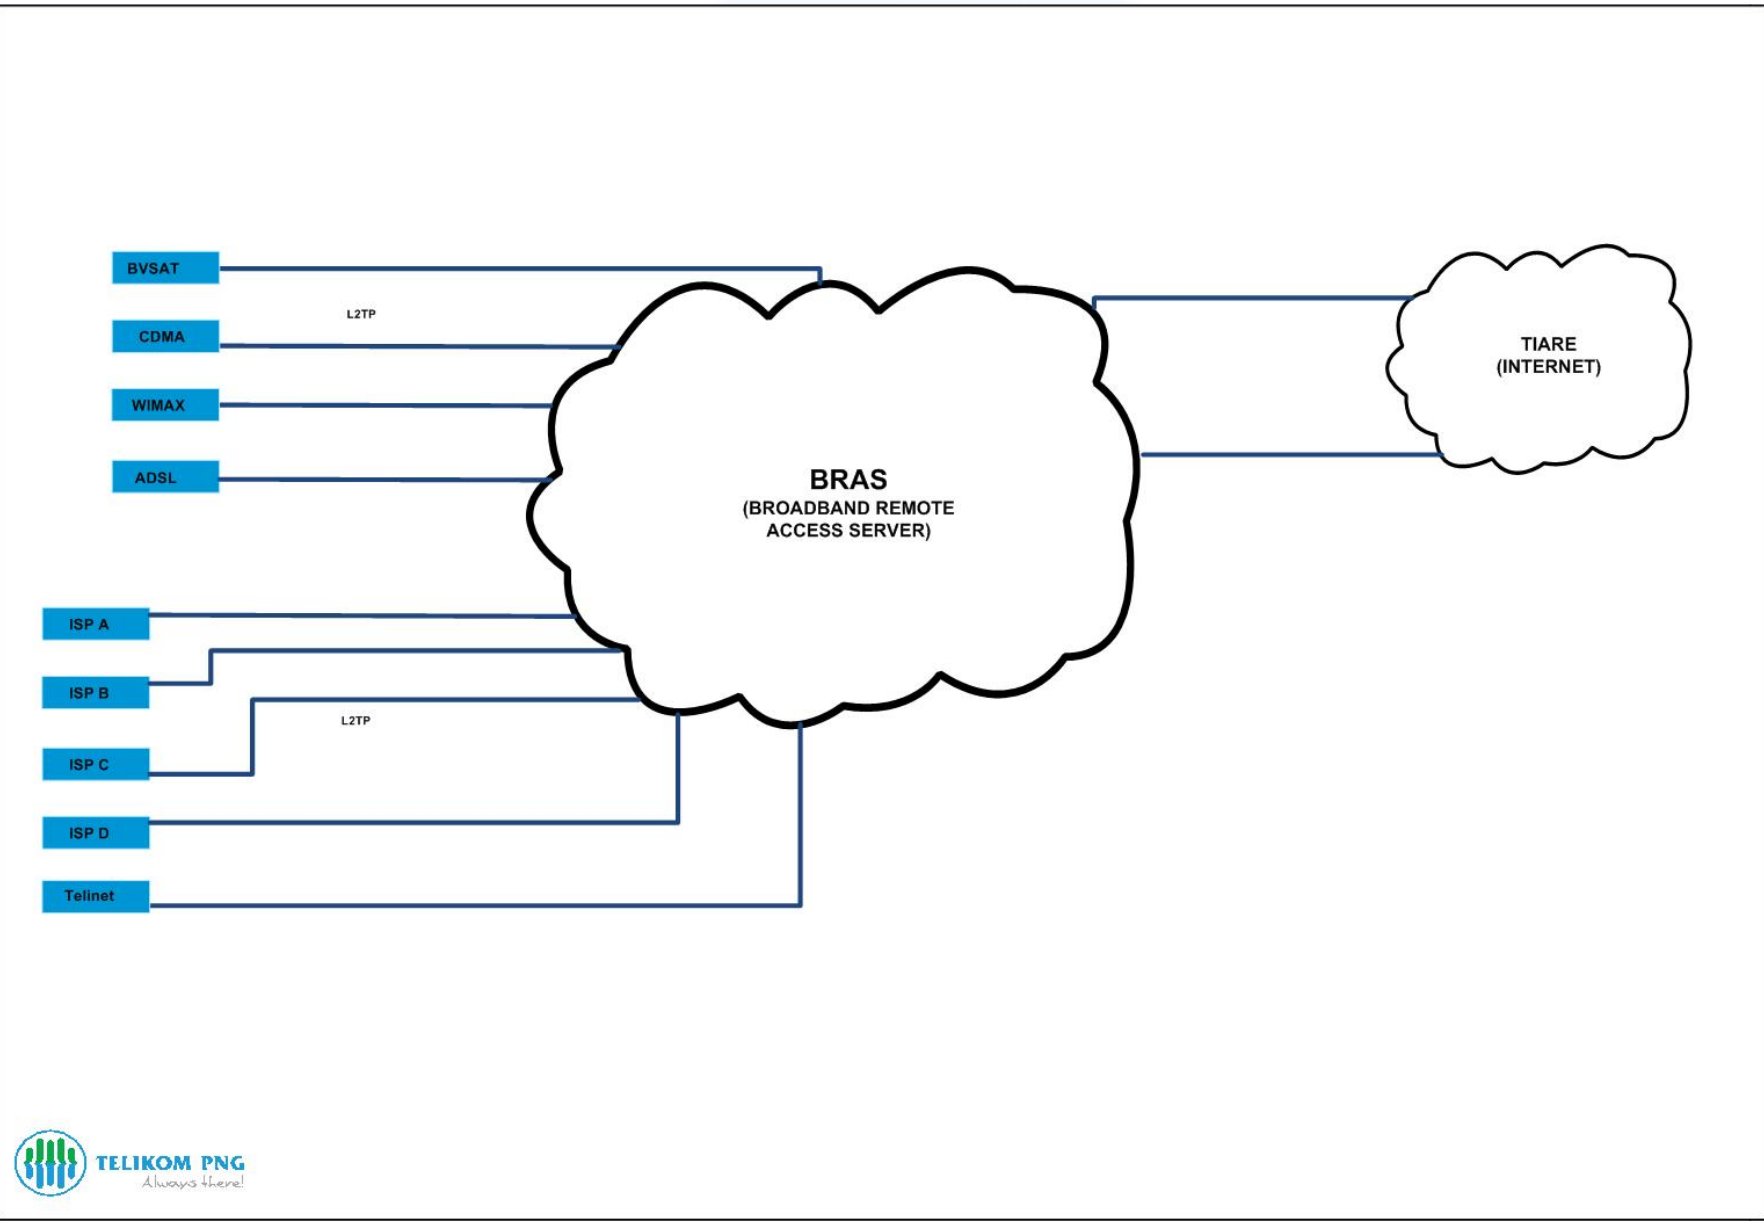 BVSAT
L2TP
CDMA
WIMAX
ADSL
BRAS
(BROADBAND REMOTE
ACCESS SERVER)
TIARE
(INTERNET)
ISP A
ISP B
L2TP
ISP C
ISP D
Telinet
TELIKOM PNG
Always there!